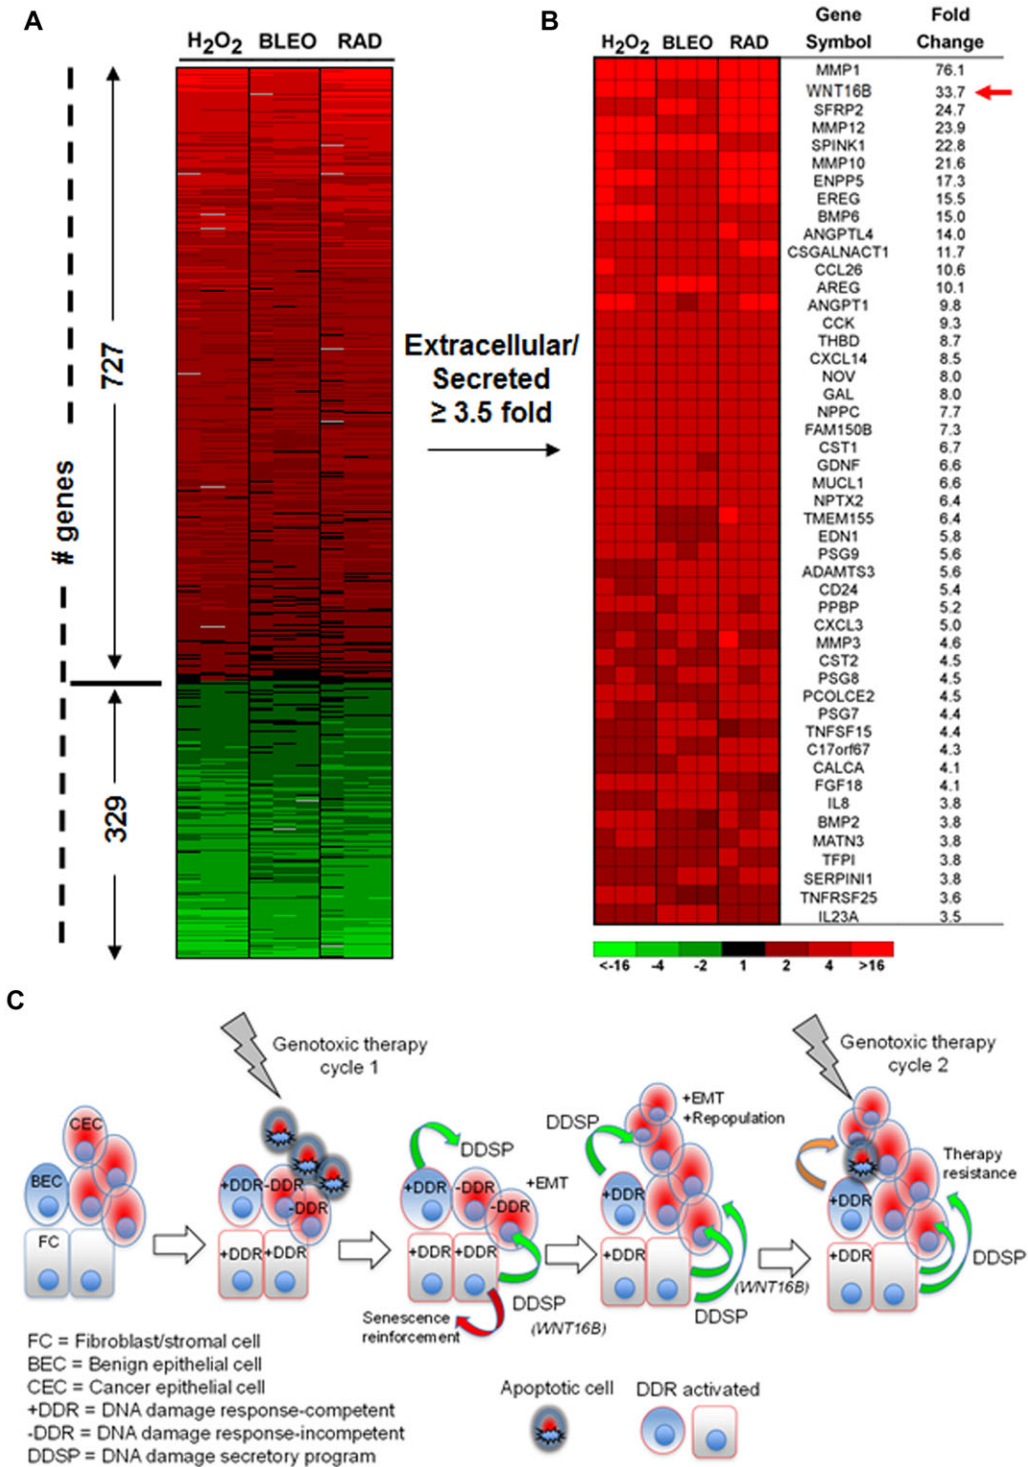 A
H2O2 BLEO RAD
# genes
727
329
Extracellular/
Secreted
≥ 3.5 fold
B
Gene Fold
H2O2 BLEO RAD Symbol Change
MMP1 76.1
WNT16B 33.7
SFRP2 24.7
MMP12 23.9
SPINK1 22.8
MMP10 21.6
ENPP5 17.3
EREG 15.5
BMP6 15.0
ANGPTL4 14.0
CSGALNACT1 11.7
CCL26 10.6
AREG 10.1
ANGPT1 9.8
CCK 9.3
THBD 8.7
CXCL14 8.5
NOV 8.0
GAL 8.0
NPPC 7.7
FAM150B 7.3
CST1 6.7
GDNF 6.6
MUCL1 6.6
NPTX2 6.4
TMEM155 6.4
EDN1 5.8
PSG9 5.6
ADAMTS3 5.6
CD24 5.4
PPBP 5.2
CXCL3 5.0
MMP3 4.6
CST2 4.5
PSG8 4.5
PCOLCE2 4.5
PSG7 4.4
TNFSF15 4.4
C17orf67 4.3
CALCA 4.1
FGF18 4.1
IL8 3.8
BMP2 3.8
MATN3 3.8
TFPI 3.8
SERPINI1 3.8
TNFRSF25 3.6
IL23A 3.5
<-16 -4 -2 1 2 4 >16
C
CEC
BEC
FC
Genotoxic therapy
cycle 1
+DDR -DDR
-DDR
+DDR +DDR
DDSP
+DDR -DDR +EMT
-DDR
+DDR +DDR
DDSP
(WNT16B)
Senescence
reinforcement
+EMT
+Repopulation
DDSP
+DDR
+DDR
(WNT16B)
DDSP
Genotoxic therapy
cycle 2
Therapy
resistance
+DDR
+DDR
DDSP
FC = Fibroblast/stromal cell
BEC = Benign epithelial cell
CEC = Cancer epithelial cell
+DDR = DNA damage response-competent
-DDR = DNA damage response-incompetent
DDSP = DNA damage secretory program
Apoptotic cell
DDR activated